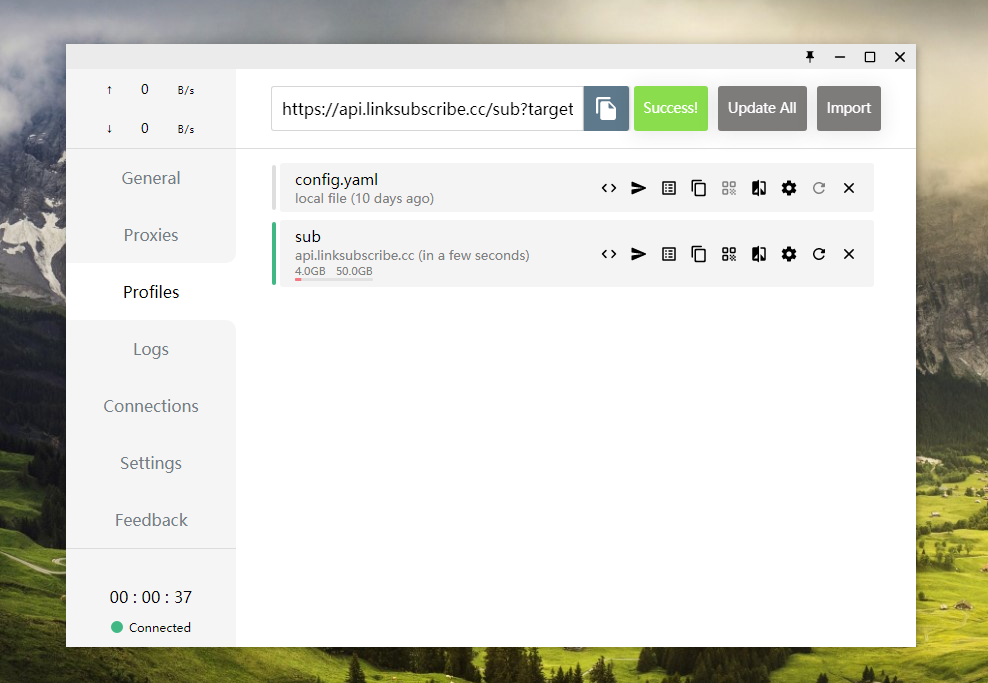 ↑ 0 B/s
↓ 0 B/s
General
Proxies
Profiles
Logs
Connections
Settings
Feedback
00 : 00 : 37
Connected
https://api.linksubscribe.cc/sub?target
Success!
Update All
Import
config.yaml
local file (10 days ago)
sub
api.linksubscribe.cc (in a few seconds)
4.0GB 50.0GB